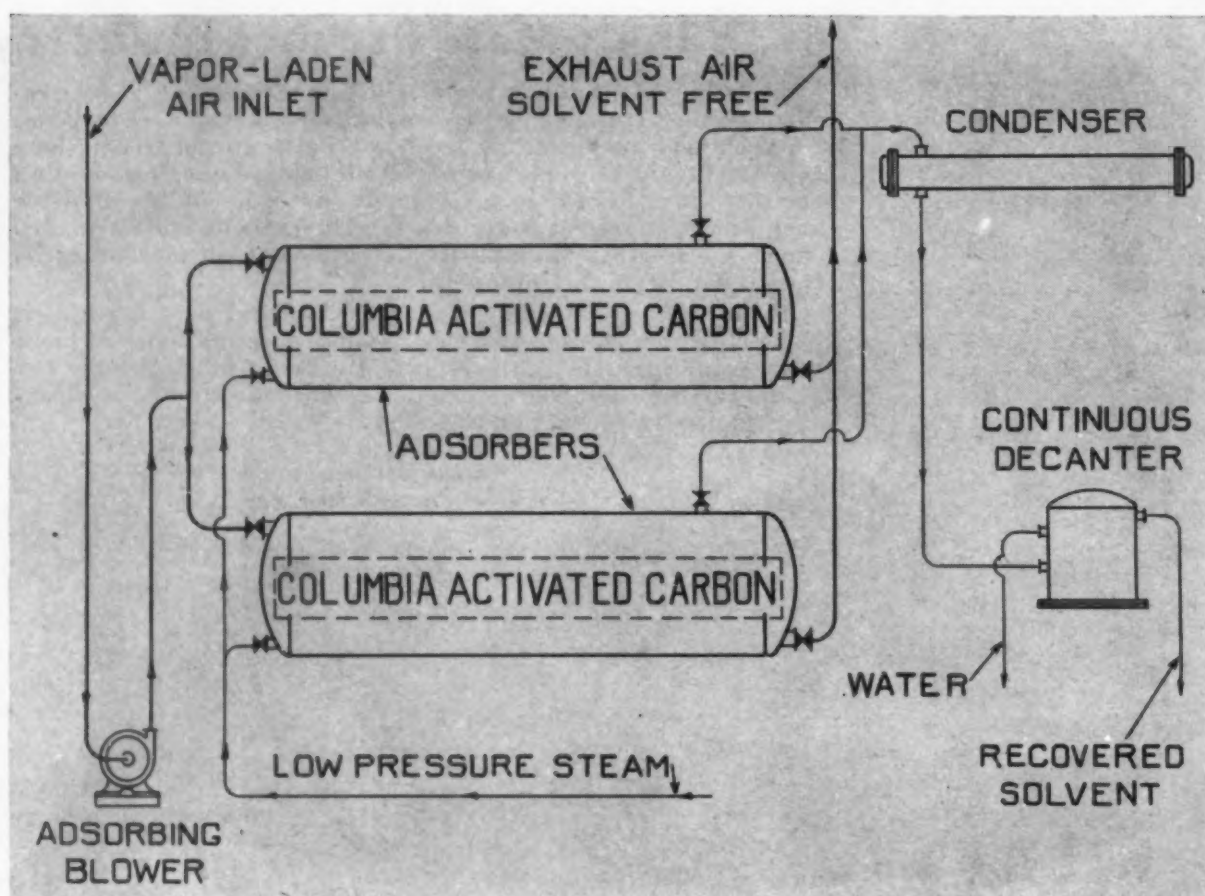 VAPOR-LADEN
AIR INLET
EXHAUST AIR
SOLVENT FREE
CONDENSER
COLUMBIA ACTIVATED CARBON
ADSORBERS
CONTINUOUS
DECANTER
COLUMBIA ACTIVATED CARBON
WATER
LOW PRESSURE STEAM
RECOVERED
SOLVENT
ADSORBING
BLOWER